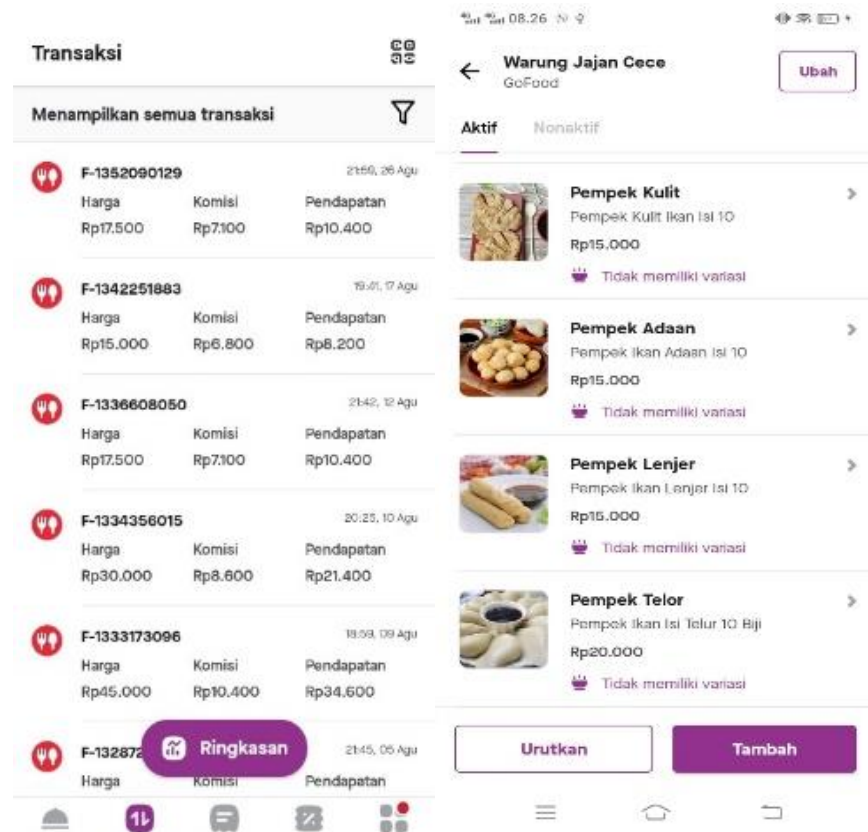 Transaksi
Menampilkan semua transaksi
F-1352090129
21:59, 26 Agu
Harga Komisi Pendapatan
Rp17.500 Rp7.100 Rp10.400
F-1342251883
19:41, 17 Agu
Harga Komisi Pendapatan
Rp15.000 Rp6.800 Rp8.200
F-1336608050
21:42, 12 Agu
Harga Komisi Pendapatan
Rp17.500 Rp7.100 Rp10.400
F-1334356015
20:25, 10 Agu
Harga Komisi Pendapatan
Rp30.000 Rp8.600 Rp21.400
F-1333173096
18:59, 09 Agu
Harga Komisi Pendapatan
Rp45.000 Rp10.400 Rp34.600
F-132872
21:45, 05 Agu
Harga Komisi Pendapatan
Ringkasan
08.26
Warung Jajan Cece
GoFood
Ubah
Aktif Nonaktif
Pempek Kulit
Pempek Kulit Ikan Isi 10
Rp15.000
Tidak memiliki variasi
Pempek Adaan
Pempek Ikan Adaan Isi 10
Rp15.000
Tidak memiliki variasi
Pempek Lenjer
Pempek Ikan Lenjer Isi 10
Rp15.000
Tidak memiliki variasi
Pempek Telor
Pempek Ikan Isi Telur 10 Biji
Rp20.000
Tidak memiliki variasi
Urutkan Tambah